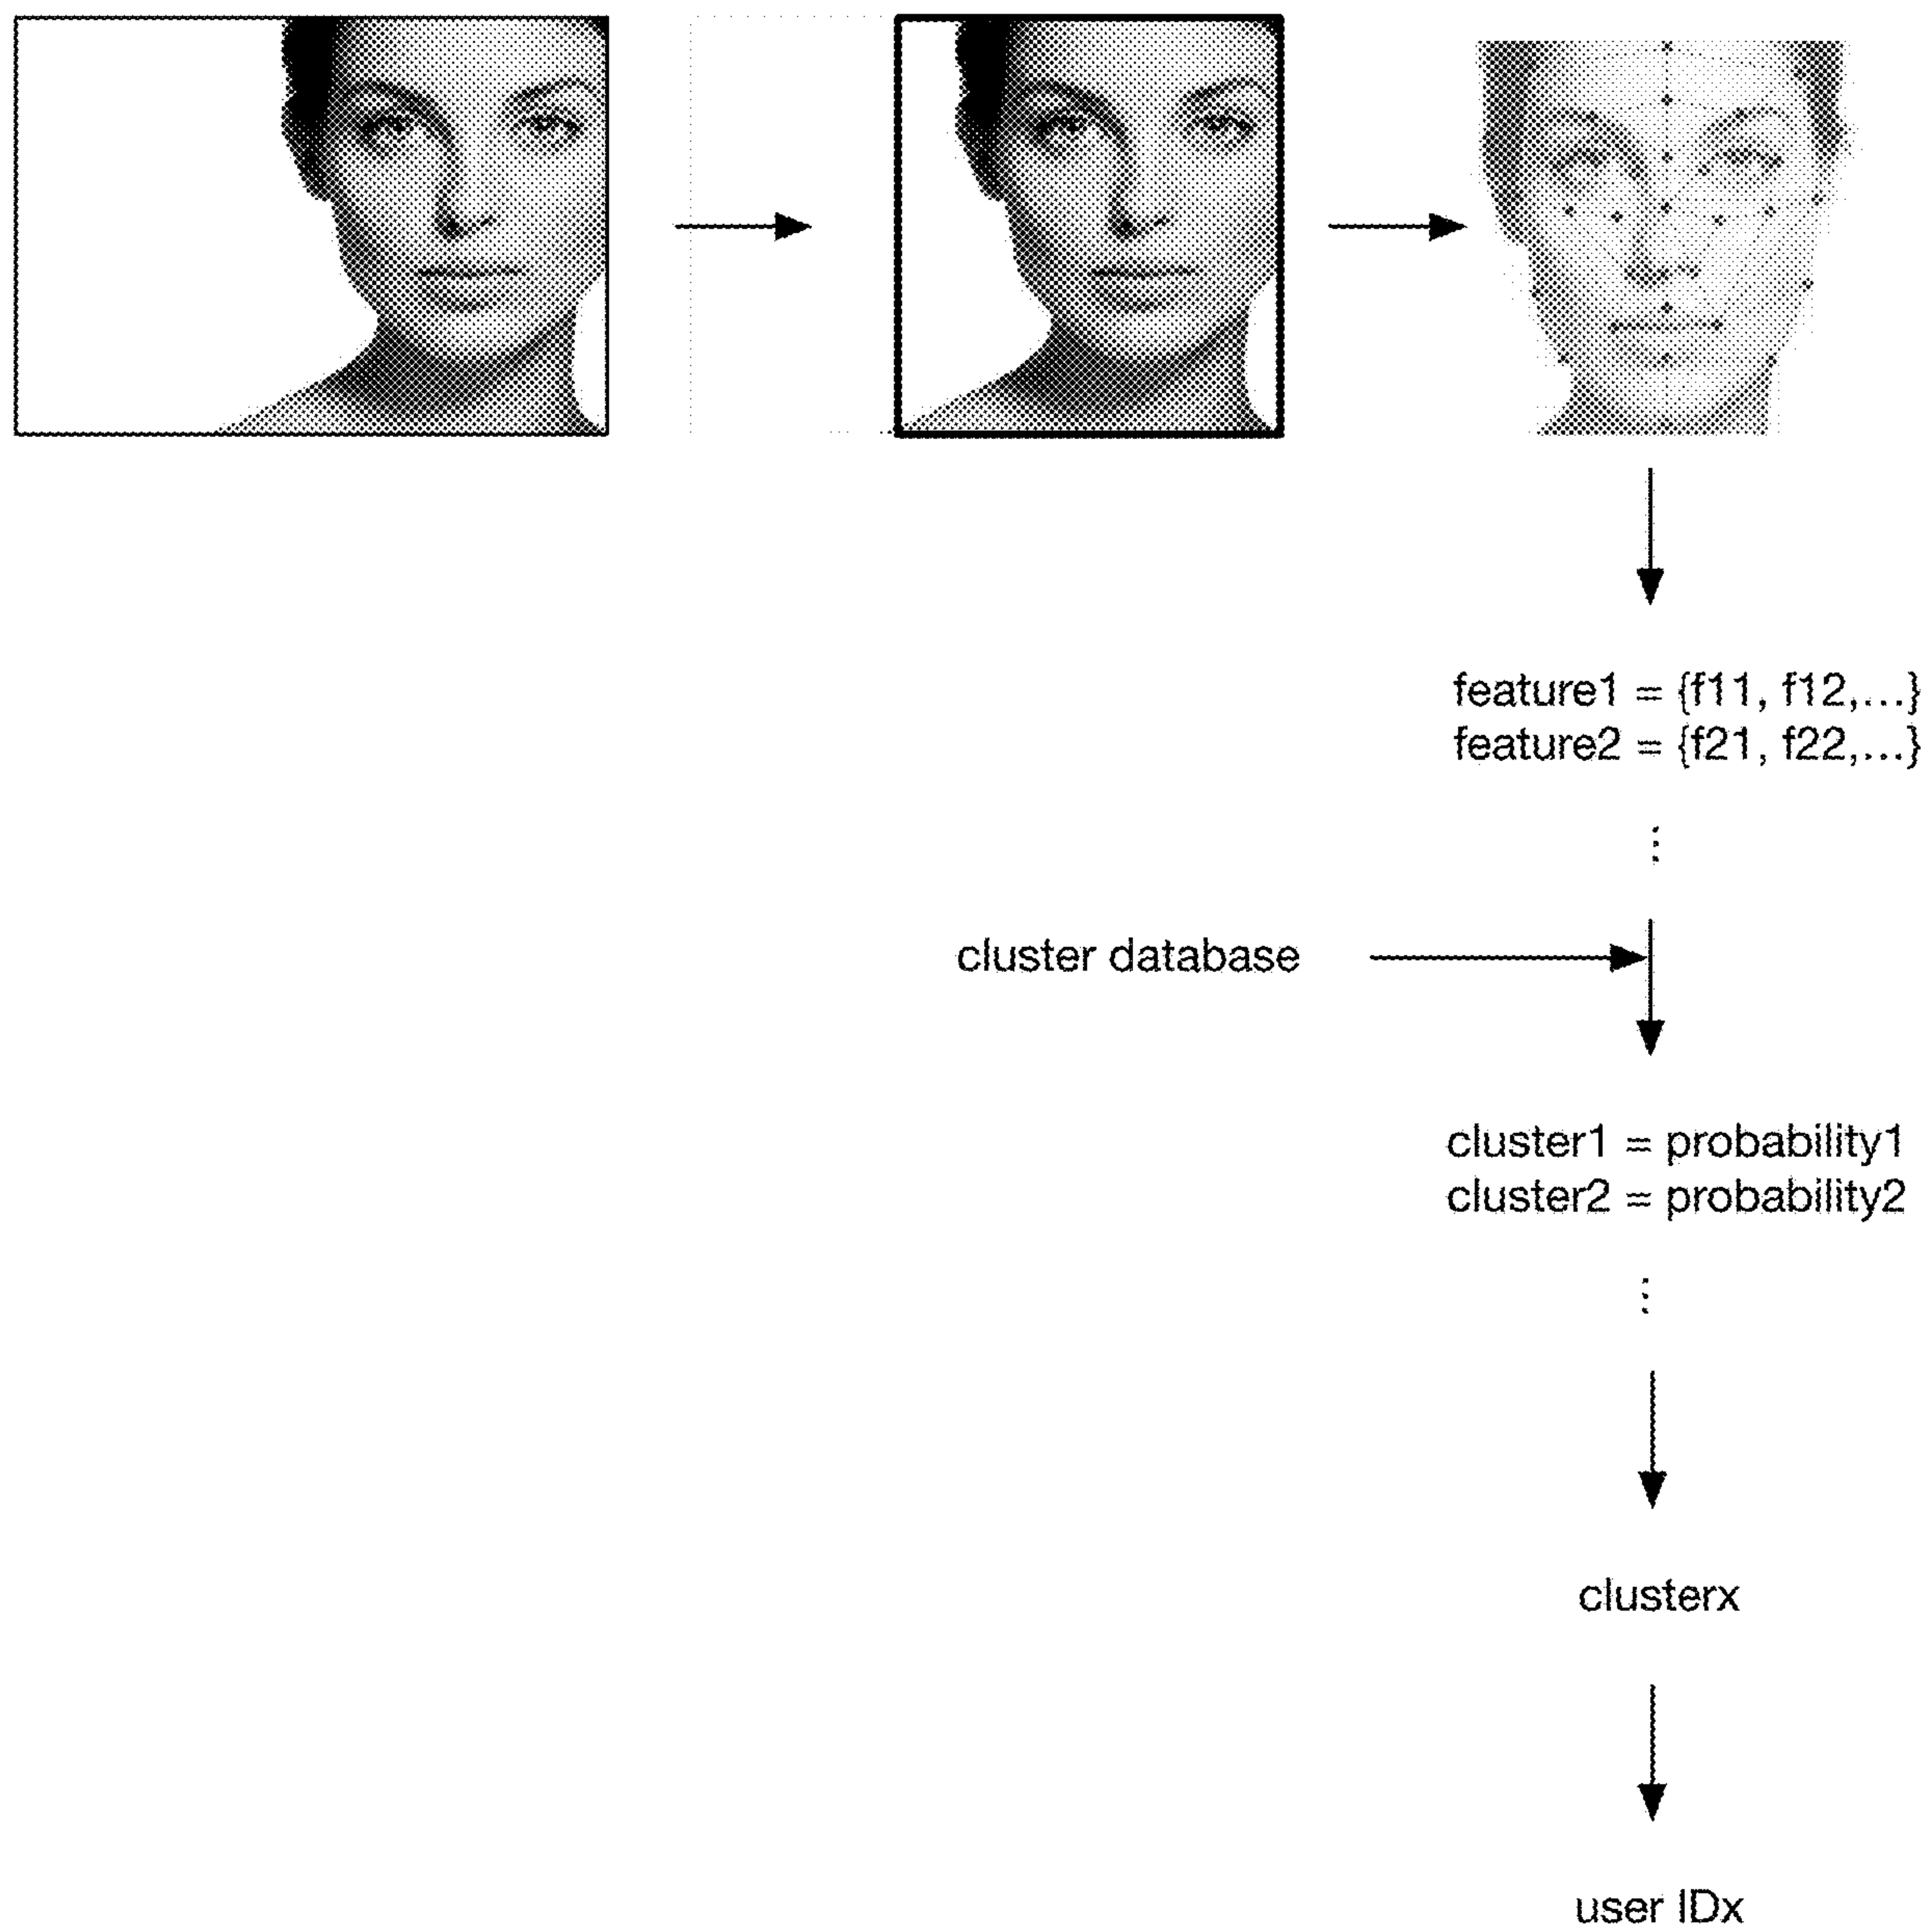 feature1 = {f11, f12,...}
feature2 = {f21, f22,...}
⋮
cluster database
cluster1 = probability1
cluster2 = probability2
⋮
clusterx
user IDx